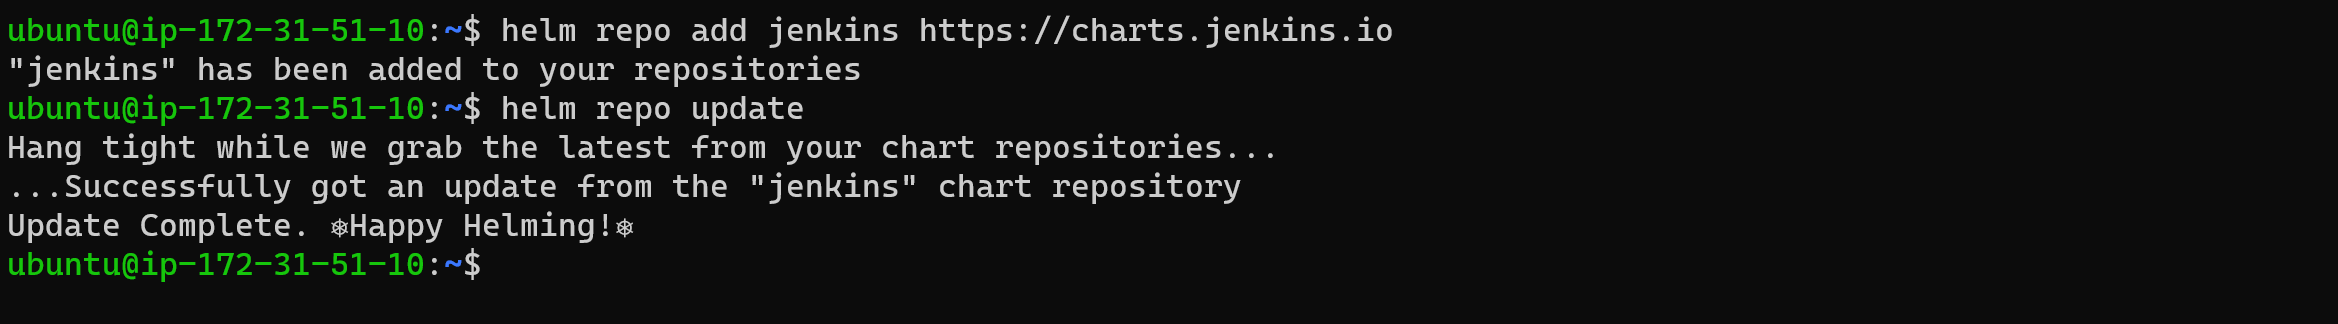 ubuntu@ip-172-31-51-10:~$ helm repo add jenkins https://charts.jenkins.io
"jenkins" has been added to your repositories
ubuntu@ip-172-31-51-10:~$ helm repo update
Hang tight while we grab the latest from your chart repositories...
...Successfully got an update from the "jenkins" chart repository
Update Complete. ⎈Happy Helming!⎈
ubuntu@ip-172-31-51-10:~$